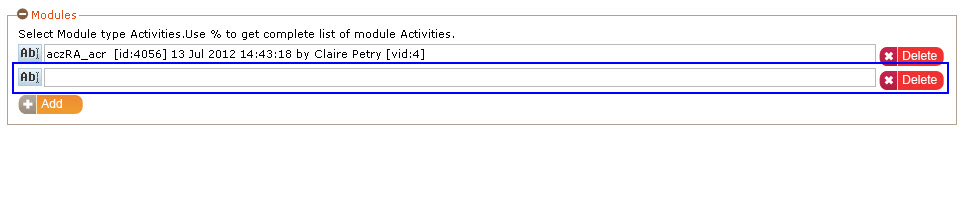 Modules
Select Module type Activities.Use % to get complete list of module Activities.
Ab aczRA_acr [id:4056] 13 Jul 2012 14:43:18 by Claire Petry [vid:4] Delete
Ab Delete
Add